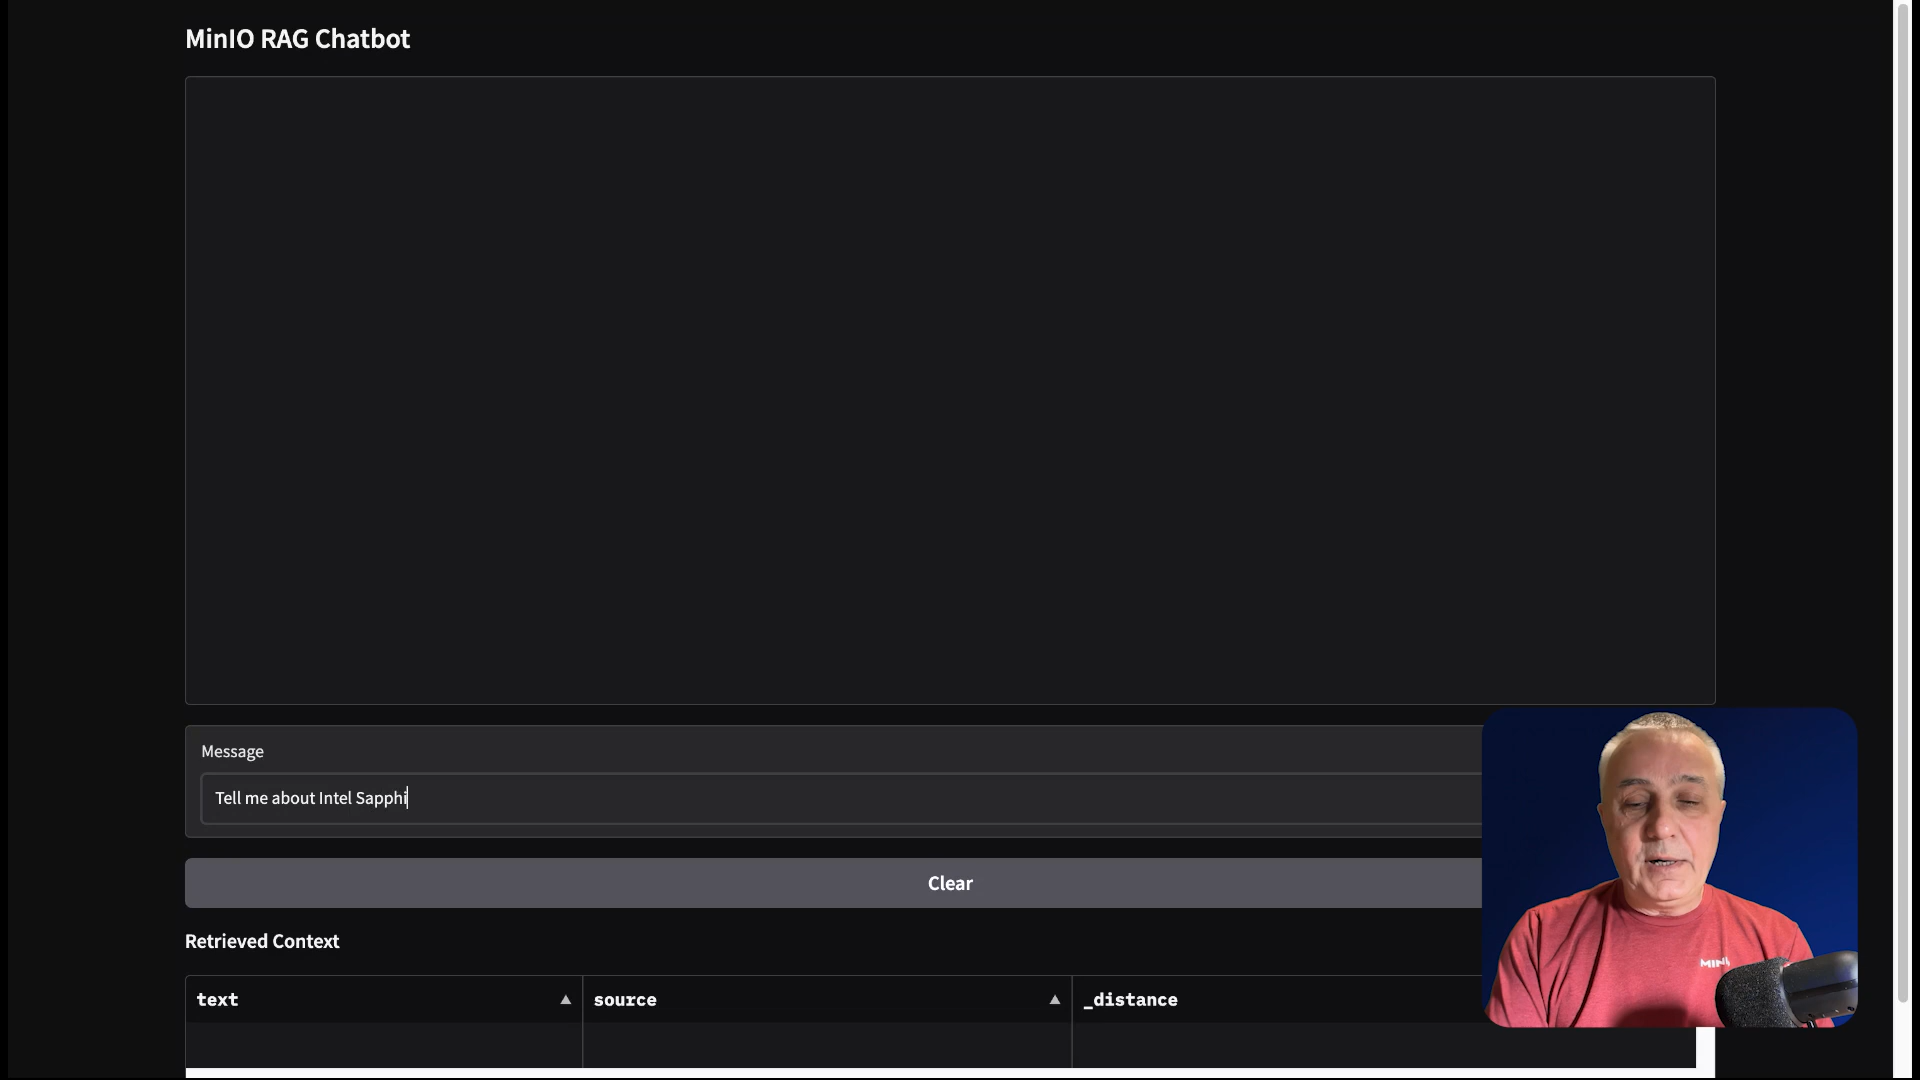 MinIO RAG Chatbot
Message
Tell me about Intel Sapphi
Clear
Retrieved Context
text ▲ source ▲ _distance